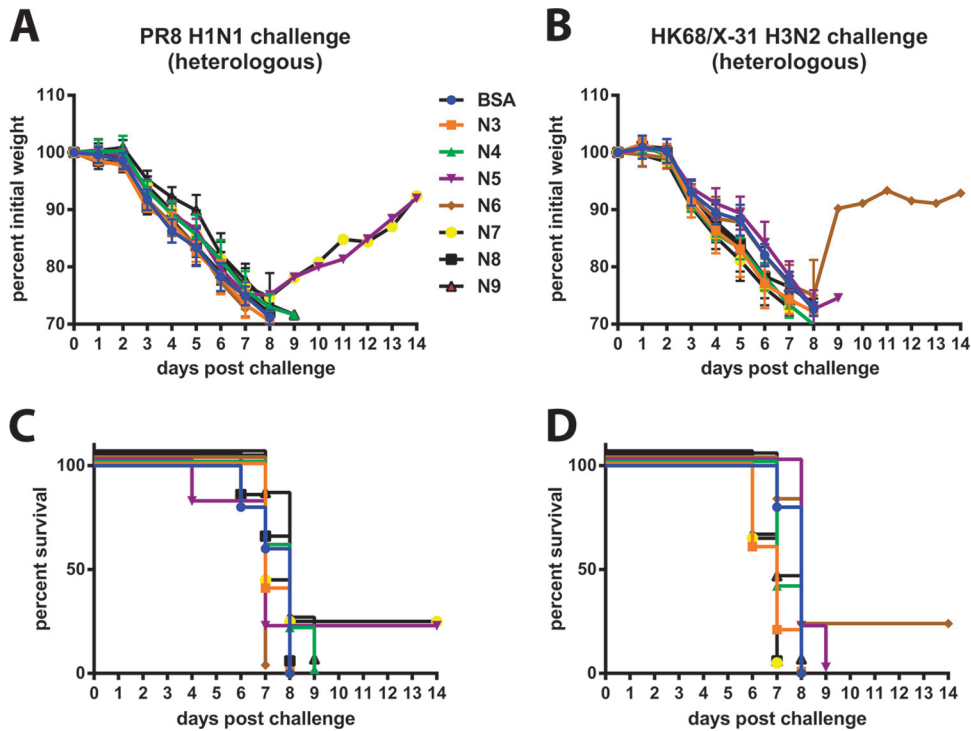 A
PR8 H1N1 challenge
(heterologous)
percent initial weight
110
100
90
80
70
0 1 2 3 4 5 6 7 8 9 10 11 12 13 14
days post challenge
BSA
N3
N4
N5
N6
N7
N8
N9
B
HK68/X-31 H3N2 challenge
(heterologous)
percent initial weight
110
100
90
80
70
0 1 2 3 4 5 6 7 8 9 10 11 12 13 14
days post challenge
C
percent survival
100
50
0
0 1 2 3 4 5 6 7 8 9 10 11 12 13 14
days post challenge
D
percent survival
100
50
0
0 1 2 3 4 5 6 7 8 9 10 11 12 13 14
days post challenge